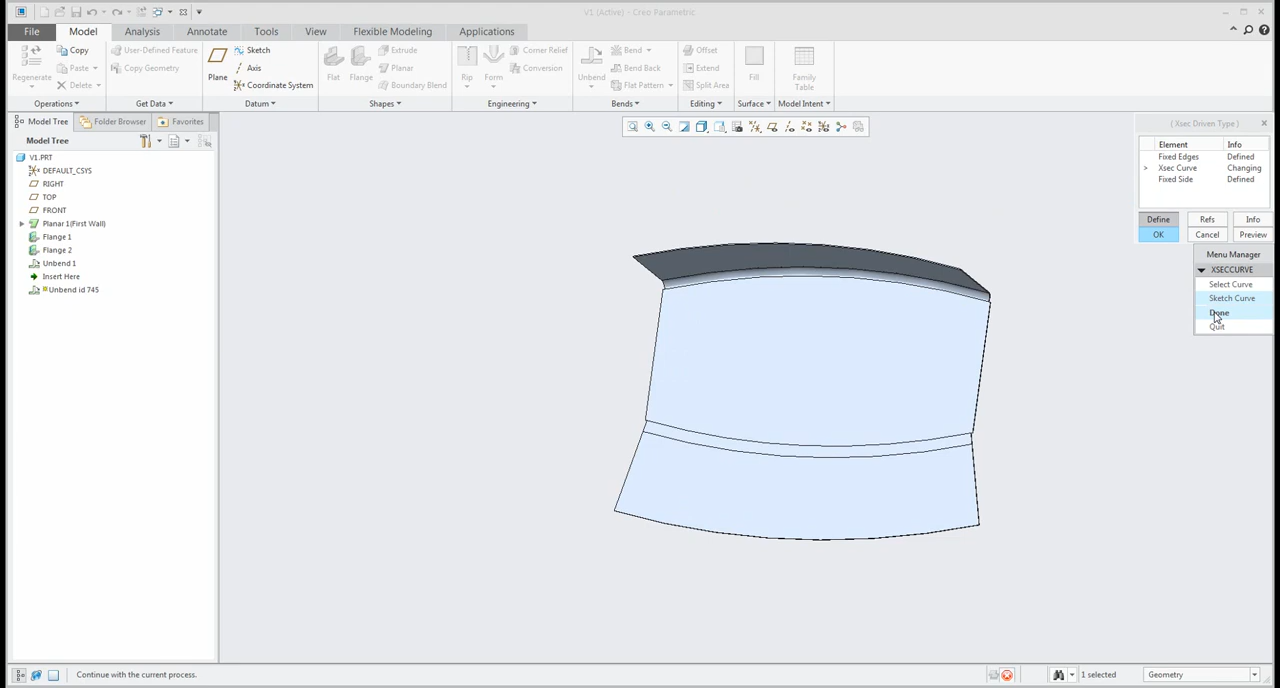 V1 (Active) - Creo Parametric
File Model Analysis Annotate Tools View Flexible Modeling Applications
Regenerate
Copy
Paste
Delete
User-Defined Feature
Copy Geometry
Plane
Sketch
Axis
Coordinate System
Flat
Flange
Extrude
Planar
Boundary Blend
Rip
Form
Corner Relief
Conversion
Unbend
Bend
Bend Back
Flat Pattern
Offset
Extend
Split Area
Fill
Family
Table
Operations Get Data Datum Shapes Engineering Bends Editing Surface Model Intent
Model Tree Folder Browser Favorites
Model Tree
V1.PRT
DEFAULT_CSYS
RIGHT
TOP
FRONT
Planar 1(First Wall)
Flange 1
Flange 2
Unbend 1
Insert Here
Unbend id 745
( Xsec Driven Type )
Element Info
Fixed Edges Defined
> Xsec Curve Changing
Fixed Side Defined
Define Refs Info
OK Cancel Preview
Menu Manager
XSECCURVE
Select Curve
Sketch Curve
Done
Quit
Continue with the current process.
1 selected
Geometry